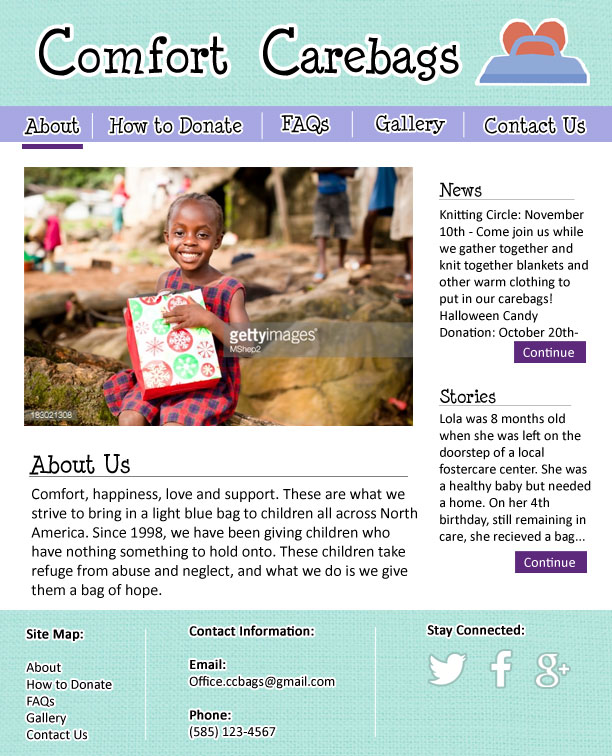 Comfort Carebags
About
How to Donate
FAQs
Gallery
Contact Us
gettyimages®
MShep2
183021308
News
Knitting Circle: November
10th - Come join us while
we gather together and
knit together blankets and
other warm clothing to
put in our carebags!
Halloween Candy
Donation: October 20th-
Continue
Stories
Lola was 8 months old
when she was left on the
doorstep of a local
fostercare center. She was
a healthy baby but needed
a home. On her 4th
birthday, still remaining in
care, she recieved a bag...
Continue
About Us
Comfort, happiness, love and support. These are what we
strive to bring in a light blue bag to children all across North
America. Since 1998, we have been giving children who
have nothing something to hold onto. These children take
refuge from abuse and neglect, and what we do is we give
them a bag of hope.
Site Map:
About
How to Donate
FAQs
Gallery
Contact Us
Contact Information:
Email:
Office.ccbags@gmail.com
Phone:
(585) 123-4567
Stay Connected: